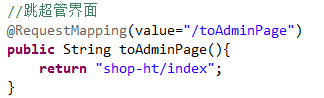 //跳超管界面
@RequestMapping(value="/toAdminPage")
public String toAdminPage(){
    return "shop-ht/index";
}